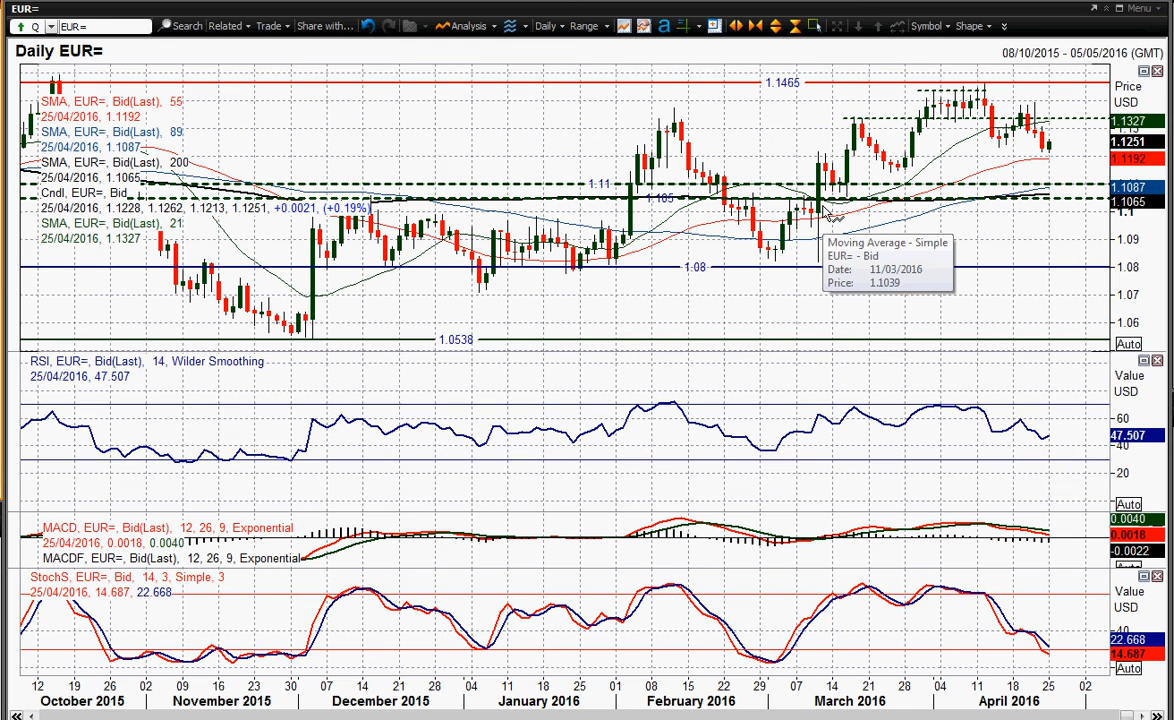 EUR=
Menu
Q EUR= Search Related Trade Share with... Analysis a Daily Range Symbol Shape
Daily EUR=
08/10/2015 - 05/05/2016 (GMT)
Price
USD
1.1465
SMA, EUR=, Bid(Last), 55
25/04/2016, 1.1192
SMA, EUR=, Bid(Last), 89
25/04/2016, 1.1087
SMA, EUR=, Bid(Last), 200
25/04/2016, 1.1065
Cndl, EUR=, Bid
25/04/2016, 1.1228, 1.1262, 1.1213, 1.1251, +0.0021, (+0.19%)
SMA, EUR=, Bid(Last), 21
25/04/2016, 1.1327
1.1327
1.1251
1.1192
1.11
1.1087
1.105
1.1065
1.1
Moving Average - Simple
EUR= - Bid
Date: 11/03/2016
Price: 1.1039
1.09
1.08
1.08
1.07
1.06
1.0538
Auto
RSI, EUR=, Bid(Last), 14, Wilder Smoothing
25/04/2016, 47.507
Value
USD
60
47.507
40
20
Auto
MACD, EUR=, Bid(Last), 12, 26, 9, Exponential
25/04/2016, 0.0018, 0.0040
MACDF, EUR=, Bid(Last), 12, 26, 9, Exponential
0.0040
0.0018
-0.0022
StochS, EUR=, Bid, 14, 3, Simple, 3
25/04/2016, 14.687, 22.668
Value
USD
40
22.668
14.687
Auto
12 19 26 02 09 16 23 30 07 14 21 28 04 11 18 25 01 08 15 22 29 07 14 21 28 04 11 18 25 02
October 2015 November 2015 December 2015 January 2016 February 2016 March 2016 April 2016